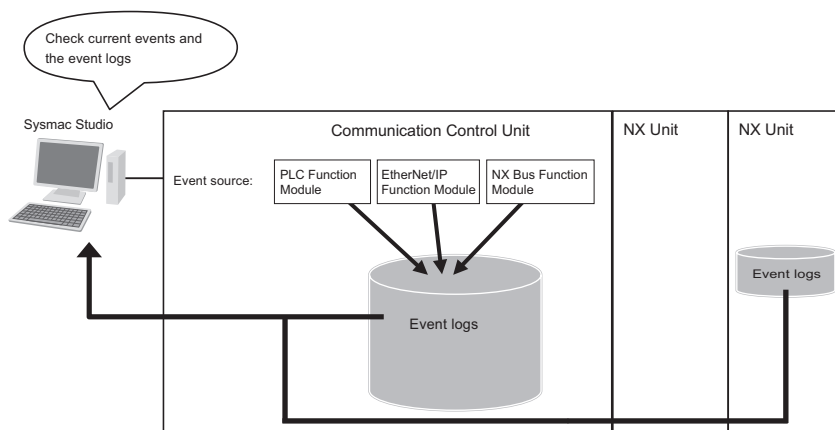 Check current events and
the event logs
Sysmac Studio
Communication Control Unit
NX Unit
NX Unit
Event source:
PLC Function
Module
EtherNet/IP
Function Module
NX Bus Function
Module
Event logs
Event logs